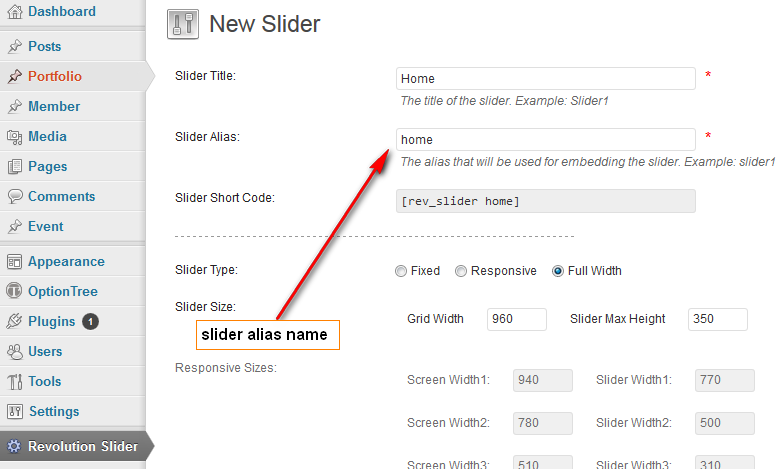 Dashboard
Posts
Portfolio
Member
Media
Pages
Comments
Event
Appearance
OptionTree
Plugins 1
Users
Tools
Settings
Revolution Slider
New Slider
Slider Title: Home *
The title of the slider. Example: Slider1
Slider Alias: home *
The alias that will be used for embedding the slider. Example: slider1
Slider Short Code: [rev_slider home]
Slider Type: Fixed Responsive Full Width
Slider Size:
Grid Width 960 Slider Max Height 350
slider alias name
Responsive Sizes:
Screen Width1: 940 Slider Width1: 770
Screen Width2: 780 Slider Width2: 500
Screen Width3: 510 Slider Width3: 310